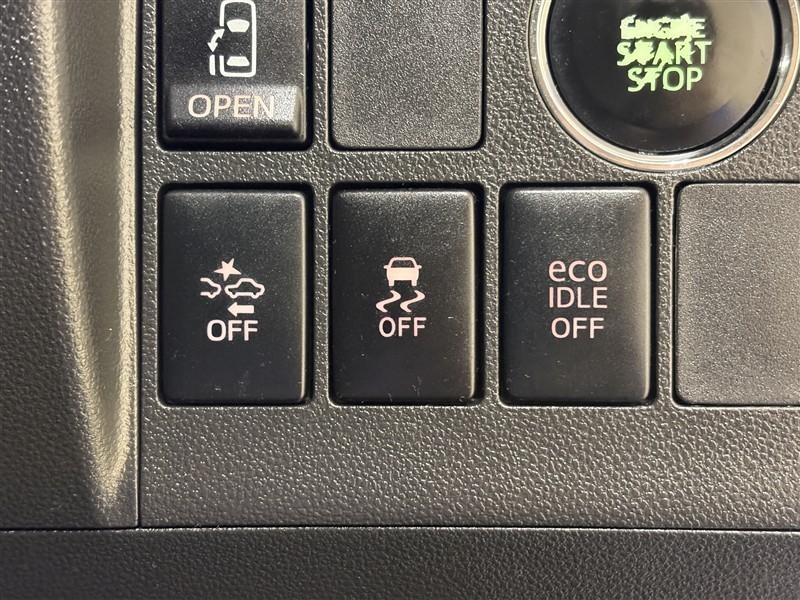 OPEN
ENGINE
START
STOP
OFF
OFF
eco
IDLE
OFF